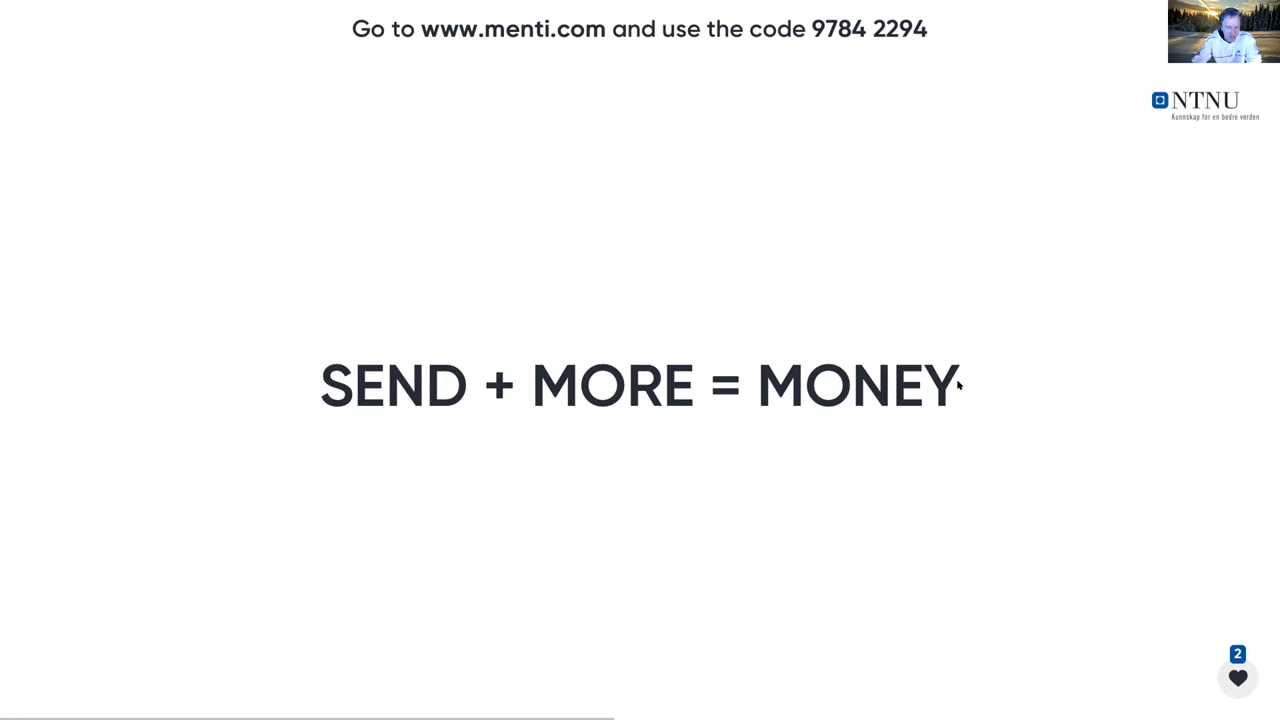 Go to www.menti.com and use the code 9784 2294
NTNU
Kunnskap for en bedre verden
SEND + MORE = MONEY
2